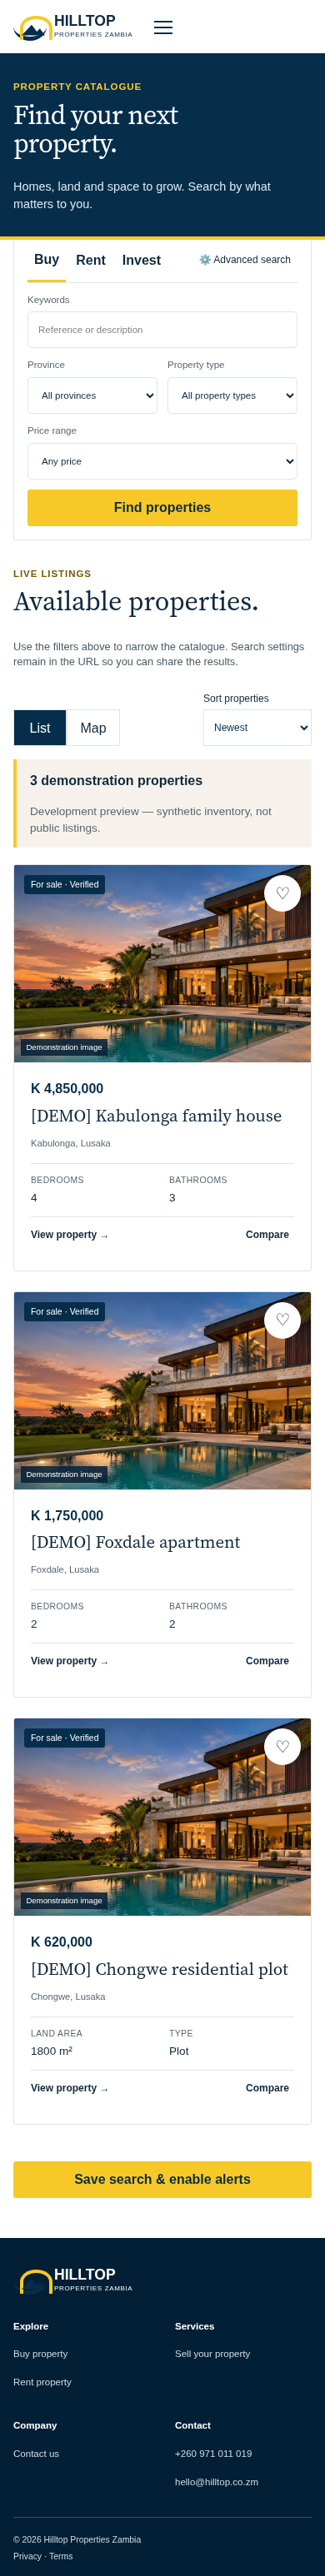 HILLTOP
PROPERTIES ZAMBIA
PROPERTY CATALOGUE
Find your next
property.
Homes, land and space to grow. Search by what
matters to you.
Buy Rent Invest ⚙️ Advanced search
Keywords
Reference or description
Province Property type
All provinces All property types
Price range
Any price
Find properties
LIVE LISTINGS
Available properties.
Use the filters above to narrow the catalogue. Search settings
remain in the URL so you can share the results.
Sort properties
List Map Newest
3 demonstration properties
Development preview — synthetic inventory, not
public listings.
For sale · Verified ♡
Demonstration image
K 4,850,000
[DEMO] Kabulonga family house
Kabulonga, Lusaka
BEDROOMS BATHROOMS
4 3
View property → Compare
For sale · Verified ♡
Demonstration image
K 1,750,000
[DEMO] Foxdale apartment
Foxdale, Lusaka
BEDROOMS BATHROOMS
2 2
View property → Compare
For sale · Verified ♡
Demonstration image
K 620,000
[DEMO] Chongwe residential plot
Chongwe, Lusaka
LAND AREA TYPE
1800 m² Plot
View property → Compare
Save search & enable alerts
HILLTOP
PROPERTIES ZAMBIA
Explore Services
Buy property Sell your property
Rent property
Company Contact
Contact us +260 971 011 019
hello@hilltop.co.zm
© 2026 Hilltop Properties Zambia
Privacy · Terms